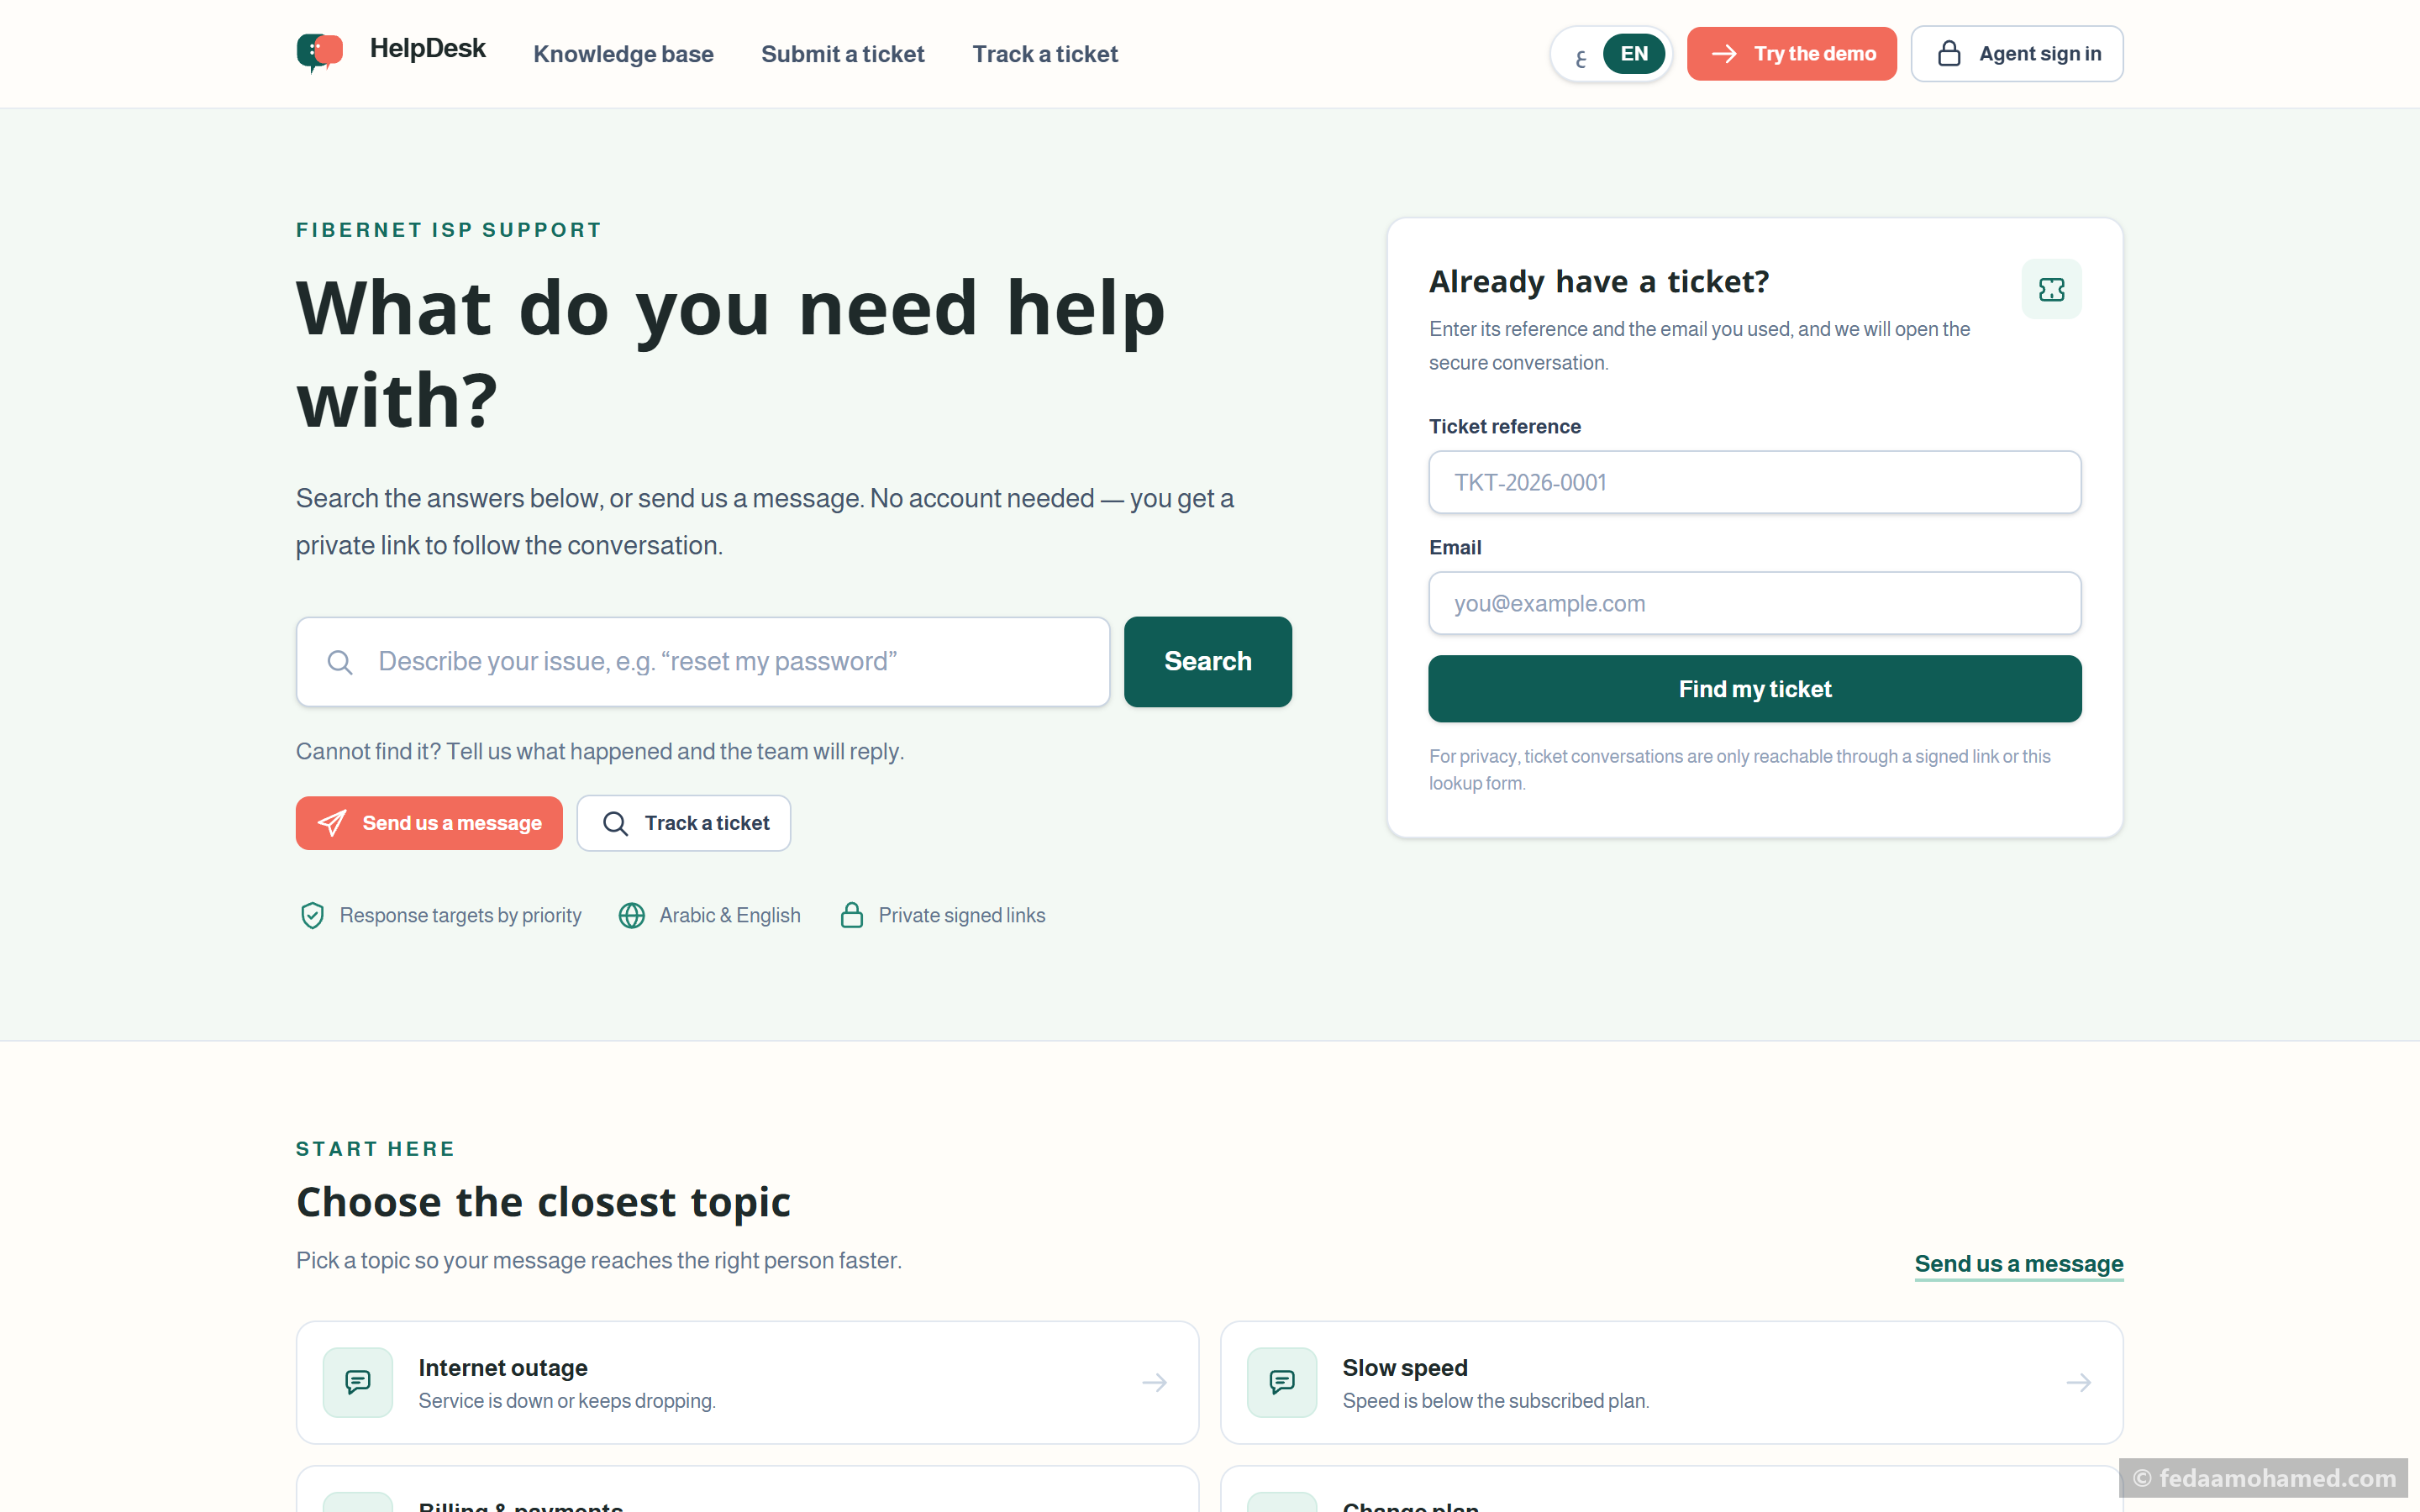 HelpDesk
Knowledge base
Submit a ticket
Track a ticket
ع
EN
Try the demo
Agent sign in
FIBERNET ISP SUPPORT
What do you need help
with?
Search the answers below, or send us a message. No account needed — you get a
private link to follow the conversation.
Describe your issue, e.g. “reset my password”
Search
Cannot find it? Tell us what happened and the team will reply.
Send us a message
Track a ticket
Response targets by priority
Arabic & English
Private signed links
Already have a ticket?
Enter its reference and the email you used, and we will open the
secure conversation.
Ticket reference
TKT-2026-0001
Email
you@example.com
Find my ticket
For privacy, ticket conversations are only reachable through a signed link or this
lookup form.
START HERE
Choose the closest topic
Pick a topic so your message reaches the right person faster.
Send us a message
Internet outage
Service is down or keeps dropping.
Slow speed
Speed is below the subscribed plan.
Billing & payments
Change plan
© fedaamohamed.com